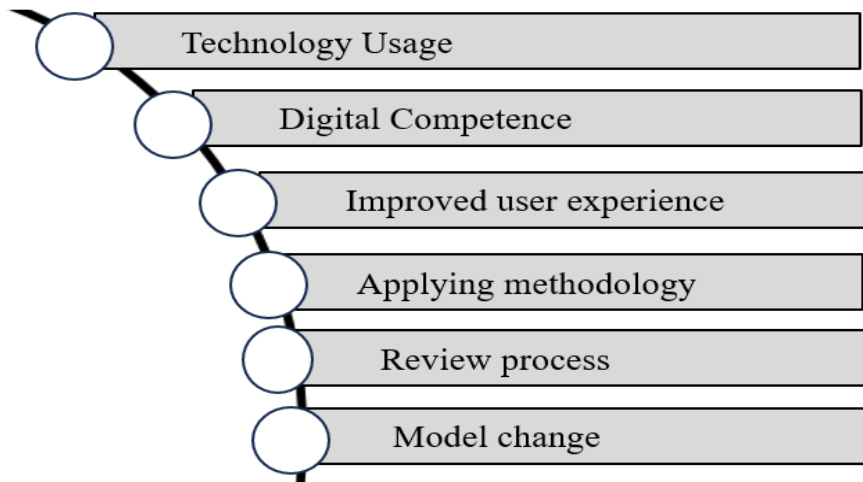 Technology Usage
Digital Competence
Improved user experience
Applying methodology
Review process
Model change